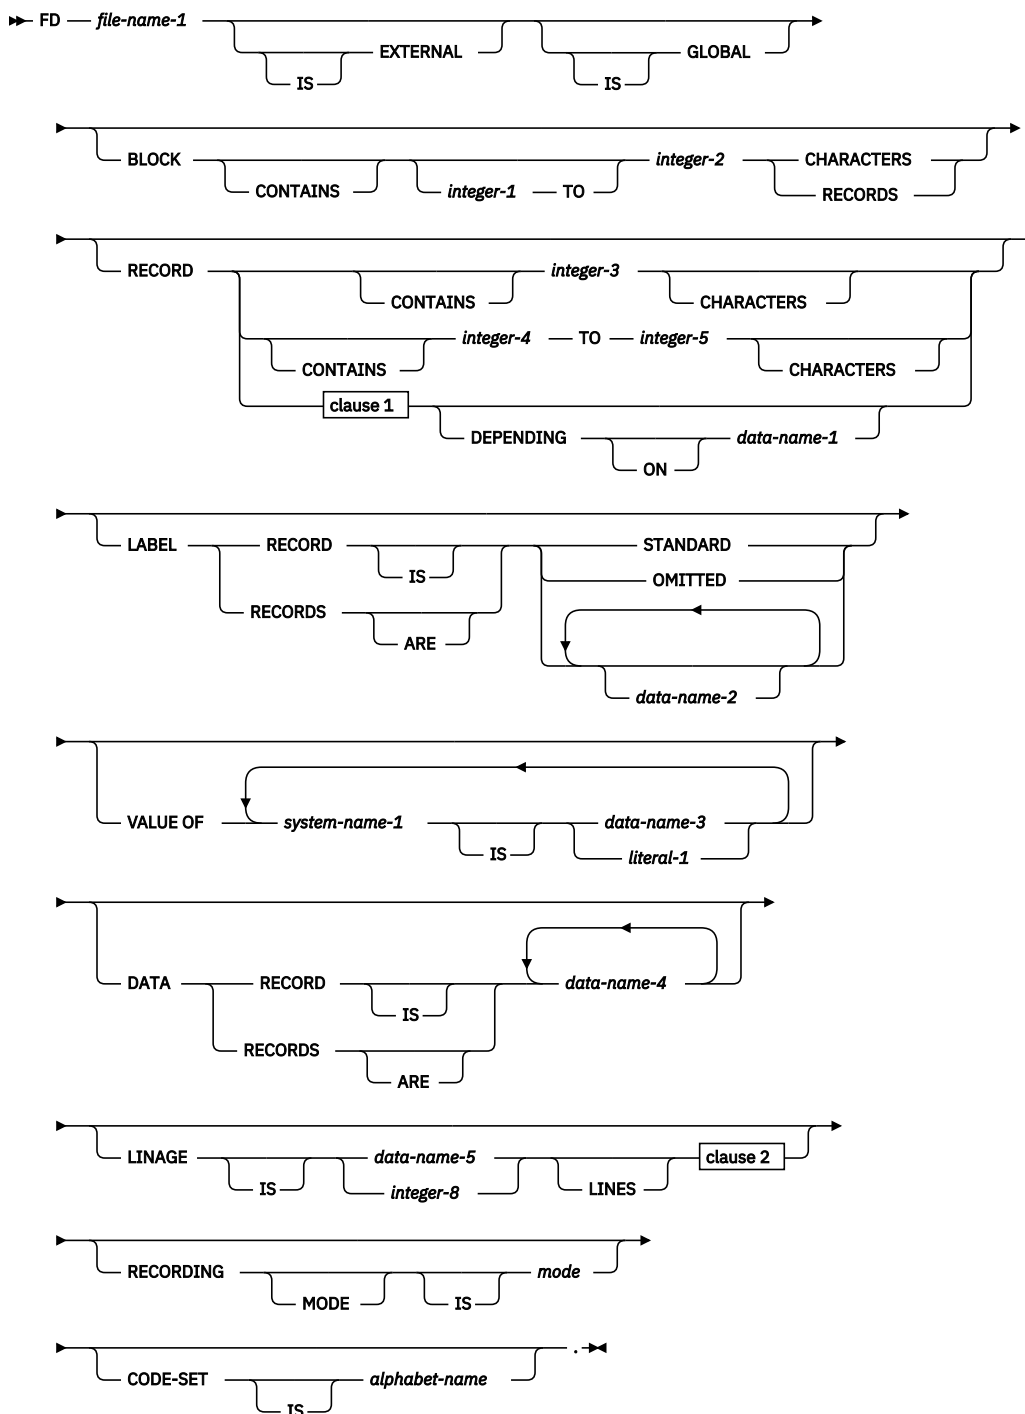 FD file-name-1
EXTERNAL GLOBAL
IS IS
BLOCK integer-2 CHARACTERS
CONTAINS integer-1 TO RECORDS
RECORD integer-3
CONTAINS CHARACTERS
integer-4 TO integer-5
CONTAINS CHARACTERS
clause 1
DEPENDING data-name-1
ON
LABEL RECORD STANDARD
IS OMITTED
RECORDS
ARE
data-name-2
VALUE OF system-name-1 data-name-3
IS literal-1
DATA RECORD data-name-4
IS
RECORDS
ARE
LINAGE data-name-5 clause 2
IS integer-8 LINES
RECORDING mode
MODE IS
.
CODE-SET alphabet-name
IS